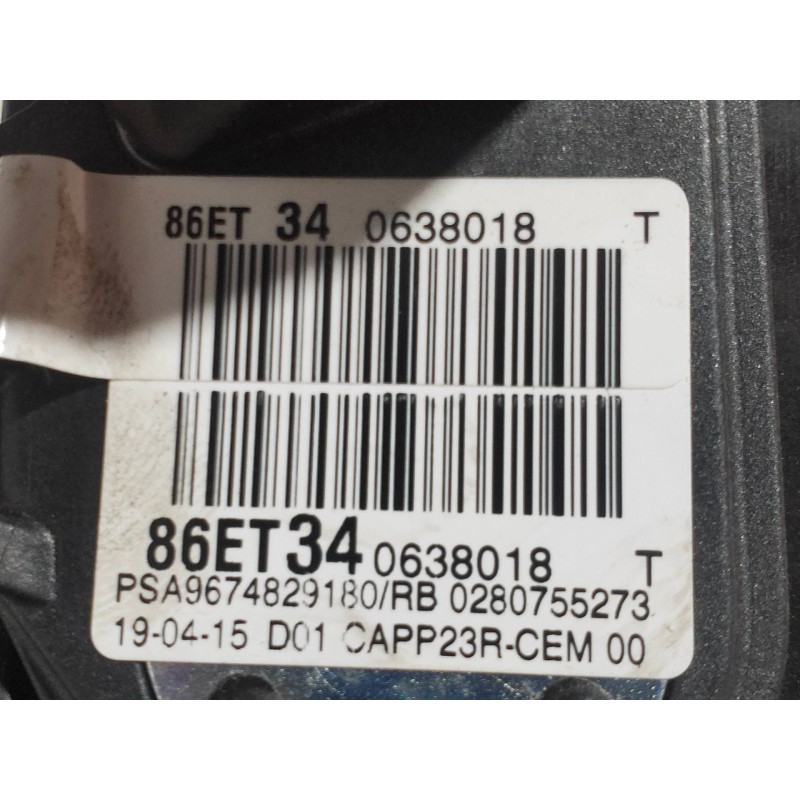 86ET 34 0638018 T
86ET34 0638018 T
PSA9674829180/RB 0280755273
19-04-15 D01 CAPP23R-CEM 00